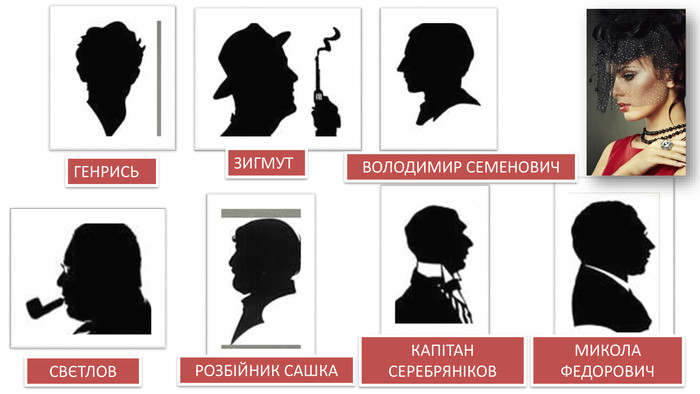 ГЕНРИСЬ
ЗИГМУТ
ВОЛОДИМИР СЕМЕНОВИЧ
СВЄТЛОВ
РОЗБІЙНИК САШКА
КАПІТАН
СЕРЕБРЯНІКОВ
МИКОЛА
ФЕДОРОВИЧ